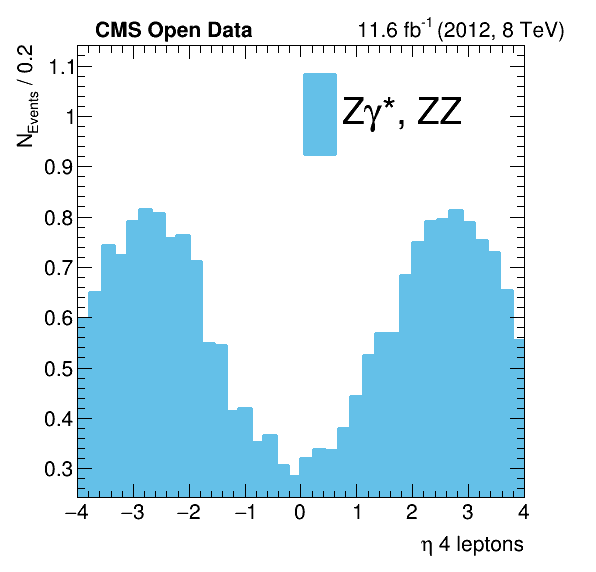 CMS Open Data 11.6 fb⁻¹ (2012, 8 TeV)
N_Events / 0.2
Zγ*, ZZ
1.1
1
0.9
0.8
0.7
0.6
0.5
0.4
0.3
−4 −3 −2 −1 0 1 2 3 4
η 4 leptons